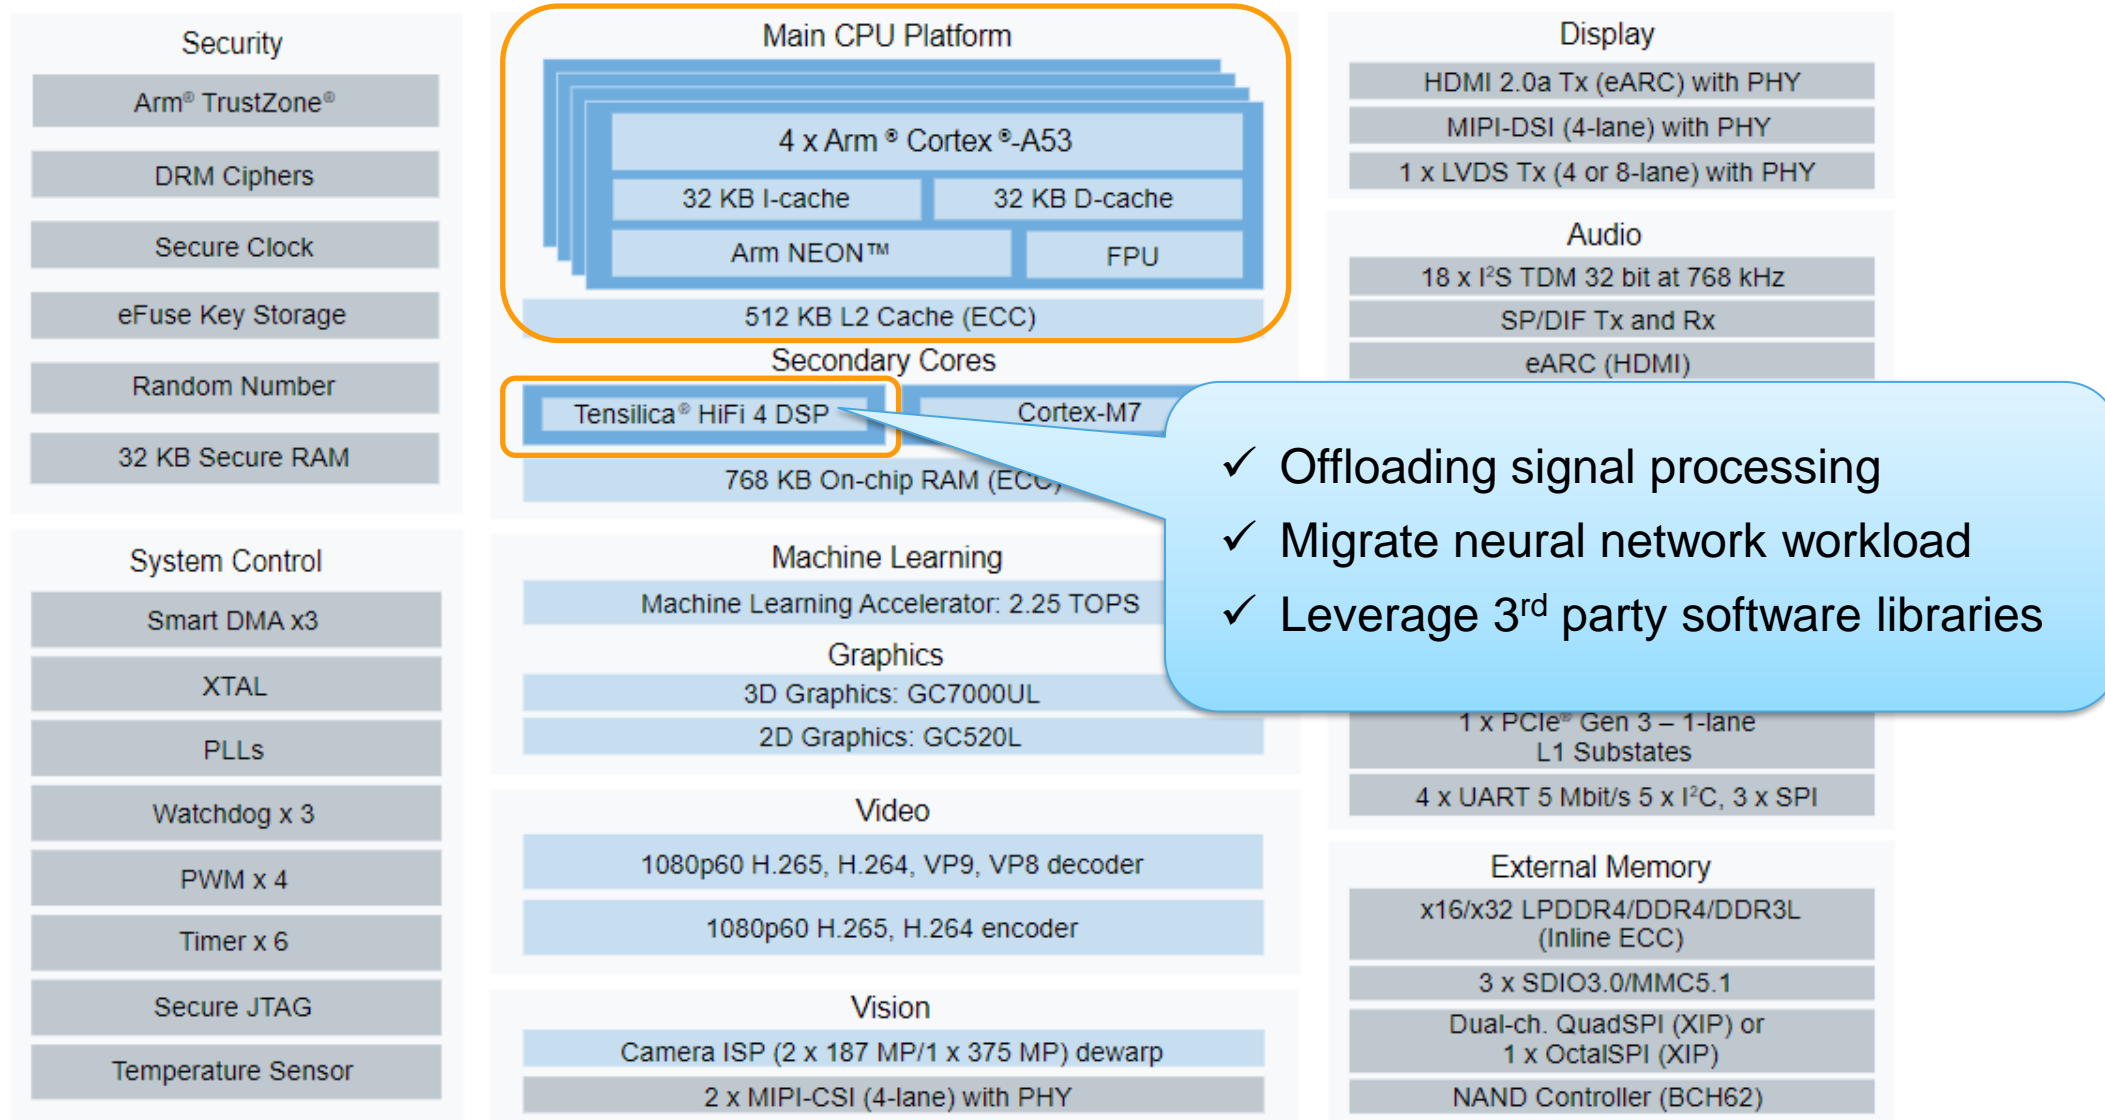 Security
Arm® TrustZone®
DRM Ciphers
Secure Clock
eFuse Key Storage
Random Number
32 KB Secure RAM
System Control
Smart DMA x3
XTAL
PLLs
Watchdog x 3
PWM x 4
Timer x 6
Secure JTAG
Temperature Sensor
Main CPU Platform
4 x Arm ® Cortex ®-A53
32 KB I-cache
32 KB D-cache
Arm NEON™
FPU
512 KB L2 Cache (ECC)
Secondary Cores
Tensilica® HiFi 4 DSP
Cortex-M7
768 KB On-chip RAM (ECC)
Machine Learning
Machine Learning Accelerator: 2.25 TOPS
Graphics
3D Graphics: GC7000UL
2D Graphics: GC520L
Video
1080p60 H.265, H.264, VP9, VP8 decoder
1080p60 H.265, H.264 encoder
Vision
Camera ISP (2 x 187 MP/1 x 375 MP) dewarp
2 x MIPI-CSI (4-lane) with PHY
Display
HDMI 2.0a Tx (eARC) with PHY
MIPI-DSI (4-lane) with PHY
1 x LVDS Tx (4 or 8-lane) with PHY
Audio
18 x I²S TDM 32 bit at 768 kHz
SP/DIF Tx and Rx
eARC (HDMI)
✓ Offloading signal processing
✓ Migrate neural network workload
✓ Leverage 3rd party software libraries
1 x PCIe® Gen 3 – 1-lane
L1 Substates
4 x UART 5 Mbit/s 5 x I²C, 3 x SPI
External Memory
x16/x32 LPDDR4/DDR4/DDR3L
(Inline ECC)
3 x SDIO3.0/MMC5.1
Dual-ch. QuadSPI (XIP) or
1 x OctalSPI (XIP)
NAND Controller (BCH62)